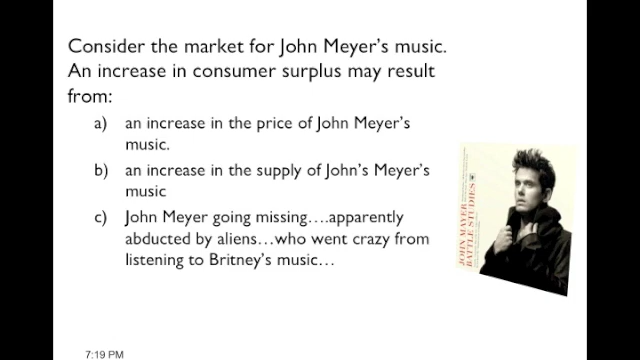 Consider the market for John Meyer's music.
An increase in consumer surplus may result
from:
a) an increase in the price of John Meyer's
music.
b) an increase in the supply of John's Meyer's
music
c) John Meyer going missing….apparently
abducted by aliens…who went crazy from
listening to Britney's music…
JOHN MAYER
BATTLE STUDIES
7:19 PM